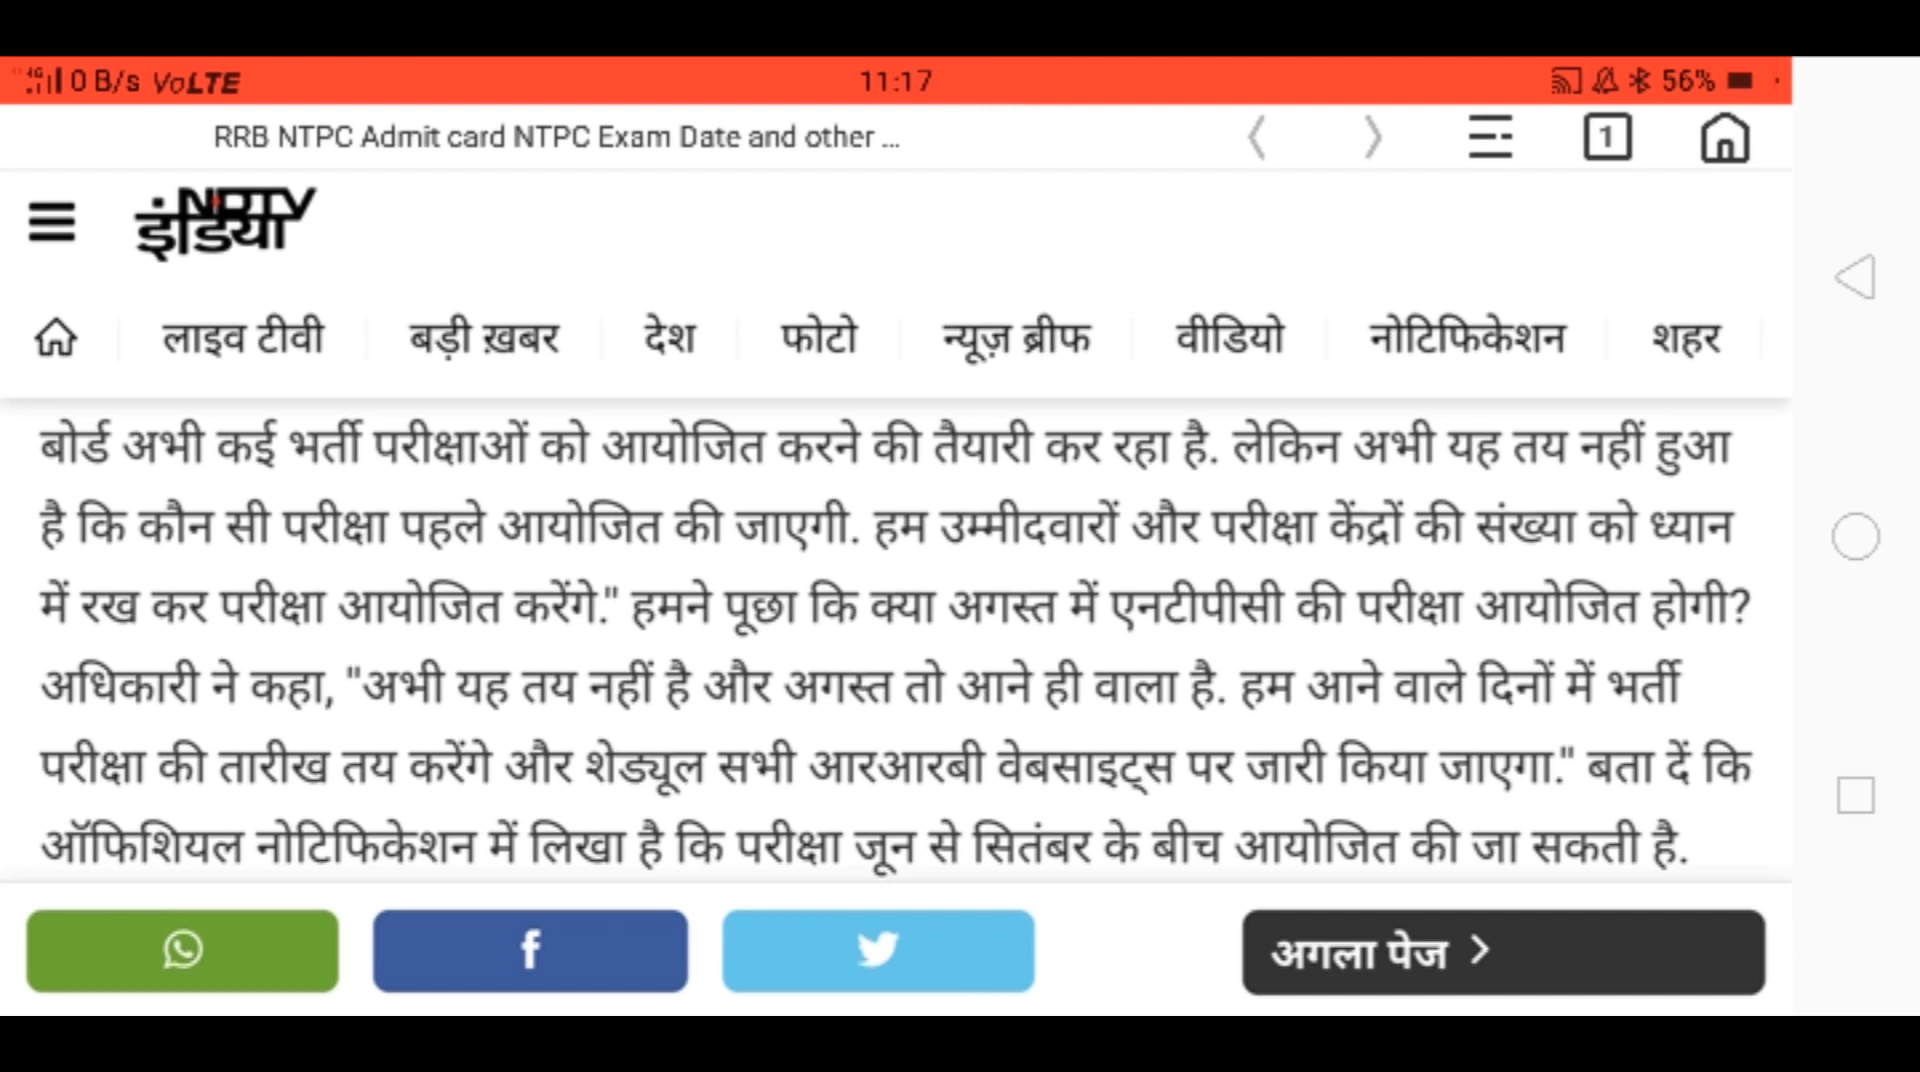 4G 0 B/s VoLTE 11:17 56%
RRB NTPC Admit card NTPC Exam Date and other ... 1
NDTV
इंडिया
लाइव टीवी बड़ी ख़बर देश फोटो न्यूज़ ब्रीफ वीडियो नोटिफिकेशन शहर
बोर्ड अभी कई भर्ती परीक्षाओं को आयोजित करने की तैयारी कर रहा है. लेकिन अभी यह तय नहीं हुआ
है कि कौन सी परीक्षा पहले आयोजित की जाएगी. हम उम्मीदवारों और परीक्षा केंद्रों की संख्या को ध्यान
में रख कर परीक्षा आयोजित करेंगे." हमने पूछा कि क्या अगस्त में एनटीपीसी की परीक्षा आयोजित होगी?
अधिकारी ने कहा, "अभी यह तय नहीं है और अगस्त तो आने ही वाला है. हम आने वाले दिनों में भर्ती
परीक्षा की तारीख तय करेंगे और शेड्यूल सभी आरआरबी वेबसाइट्स पर जारी किया जाएगा." बता दें कि
ऑफिशियल नोटिफिकेशन में लिखा है कि परीक्षा जून से सितंबर के बीच आयोजित की जा सकती है.
अगला पेज >